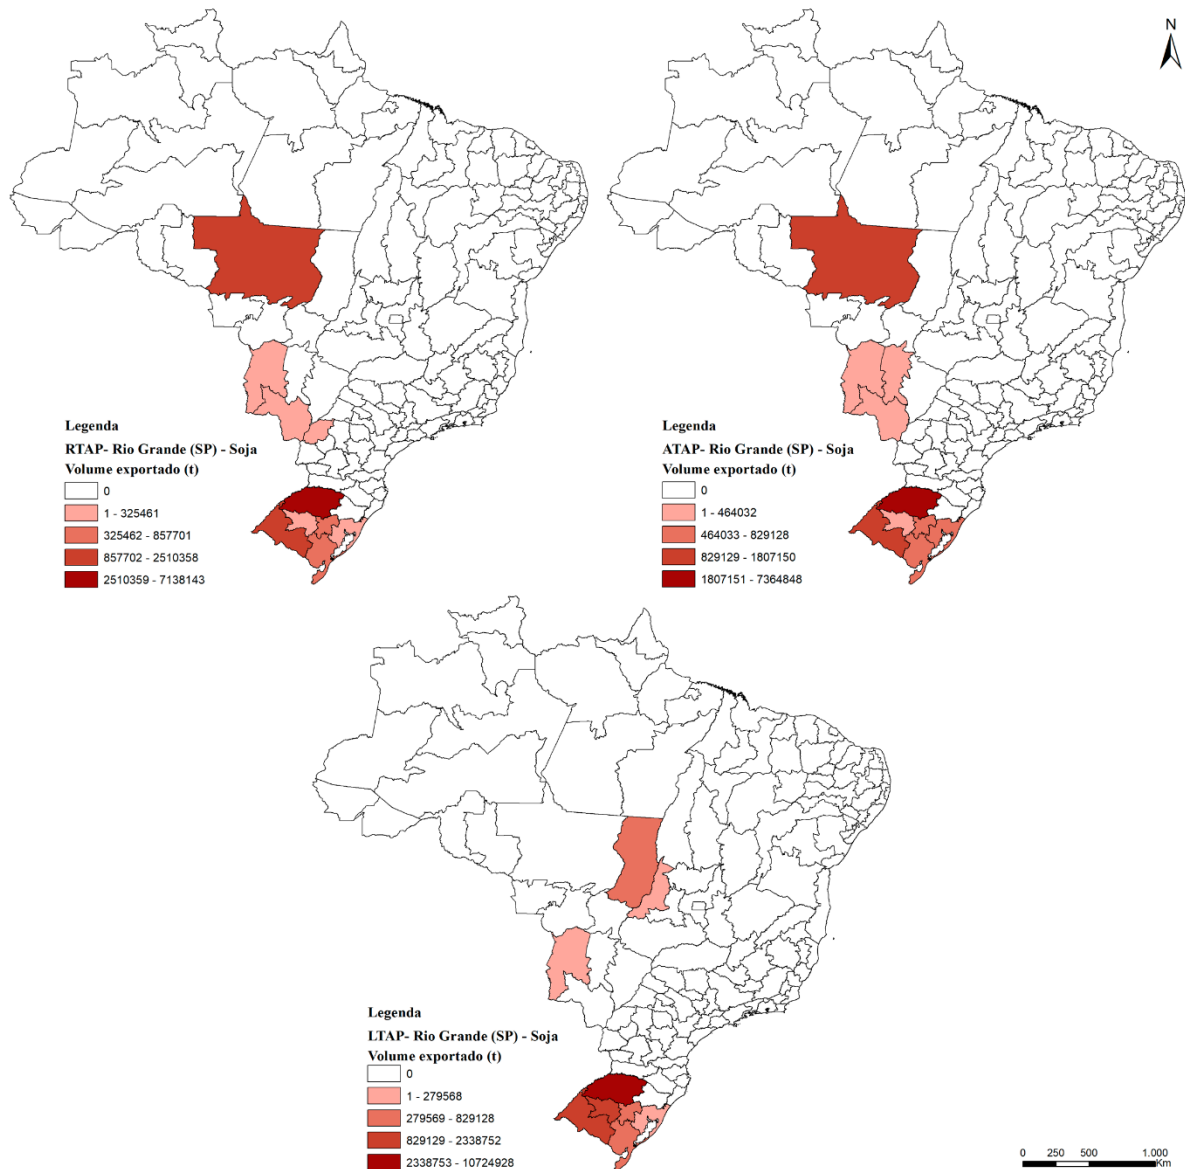 N
Legenda
RTAP- Rio Grande (SP) - Soja
Volume exportado (t)
0
1 - 325461
325462 - 857701
857702 - 2510358
2510359 - 7138143
Legenda
ATAP- Rio Grande (SP) - Soja
Volume exportado (t)
0
1 - 464032
464033 - 829128
829129 - 1807150
1807151 - 7364848
Legenda
LTAP- Rio Grande (SP) - Soja
Volume exportado (t)
0
1 - 279568
279569 - 829128
829129 - 2338752
2338753 - 10724928
0 250 500 1.000
Km